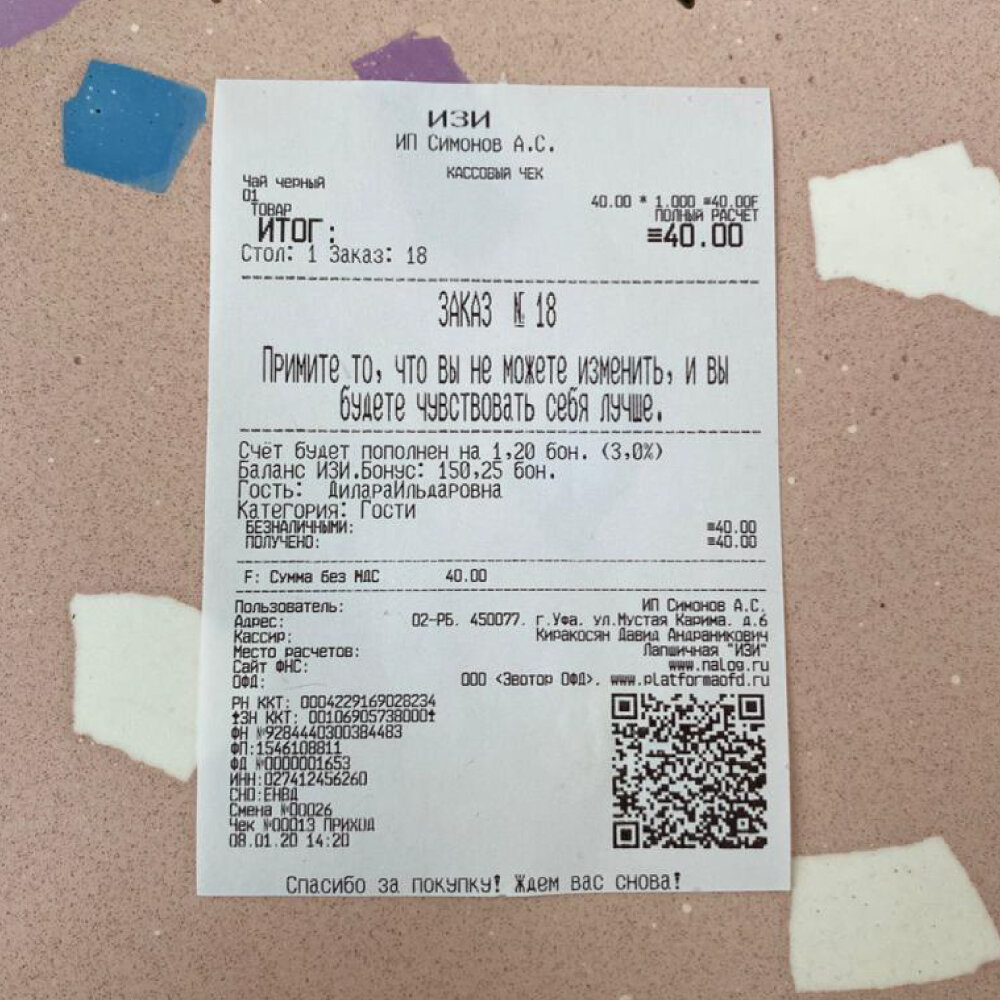 ИЗИ
ИП Симонов А.С.
КАССОВЫЙ ЧЕК
Чай черный
01 40.00 * 1.000 ≡40.00F
ТОВАР ПОЛНЫЙ РАСЧЕТ
ИТОГ: ≡40.00
Стол: 1 Заказ: 18
ЗАКАЗ № 18
Примите то, что вы не можете изменить, и вы
будете чувствовать себя лучше.
Счёт будет пополнен на 1,20 бон. (3,0%)
Баланс ИЗИ.Бонус: 150,25 бон.
Гость: ДилараИльдаровна
Категория: Гости
БЕЗНАЛИЧНЫМИ: ≡40.00
ПОЛУЧЕНО: ≡40.00
F: Сумма без НДС 40.00
Пользователь: ИП Симонов А.С.
Адрес: 02-РБ. 450077. г.Уфа. ул.Мустая Карима. д.6
Кассир: Киракосян Давид Андраникович
Место расчетов: Лапшичная "ИЗИ"
Сайт ФНС: www.nalog.ru
ОФД: ООО <Эвотор ОФД>. www.platformaofd.ru
РН ККТ: 0004229169028234
ЗН ККТ: 00106905738000
ФН №9284440300384483
ФП:1546108811
ФД №0000001653
ИНН:027412456260
СНО:ЕНВД
Смена №00026
Чек №00013 ПРИХОД
08.01.20 14:20
Спасибо за покупку! Ждем вас снова!